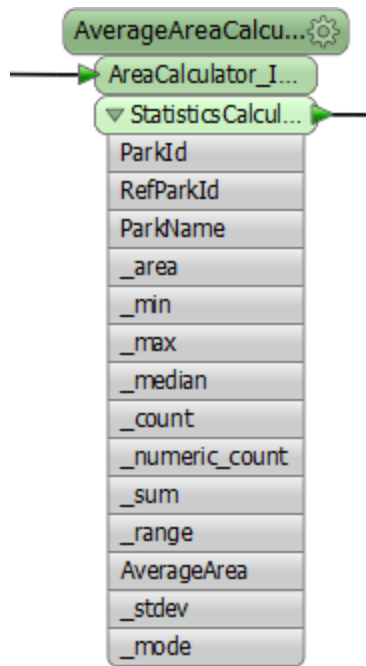 AverageAreaCalcu...
AreaCalculator_I...
StatisticsCalcul...
ParkId
RefParkId
ParkName
_area
_min
_max
_median
_count
_numeric_count
_sum
_range
AverageArea
_stdev
_mode